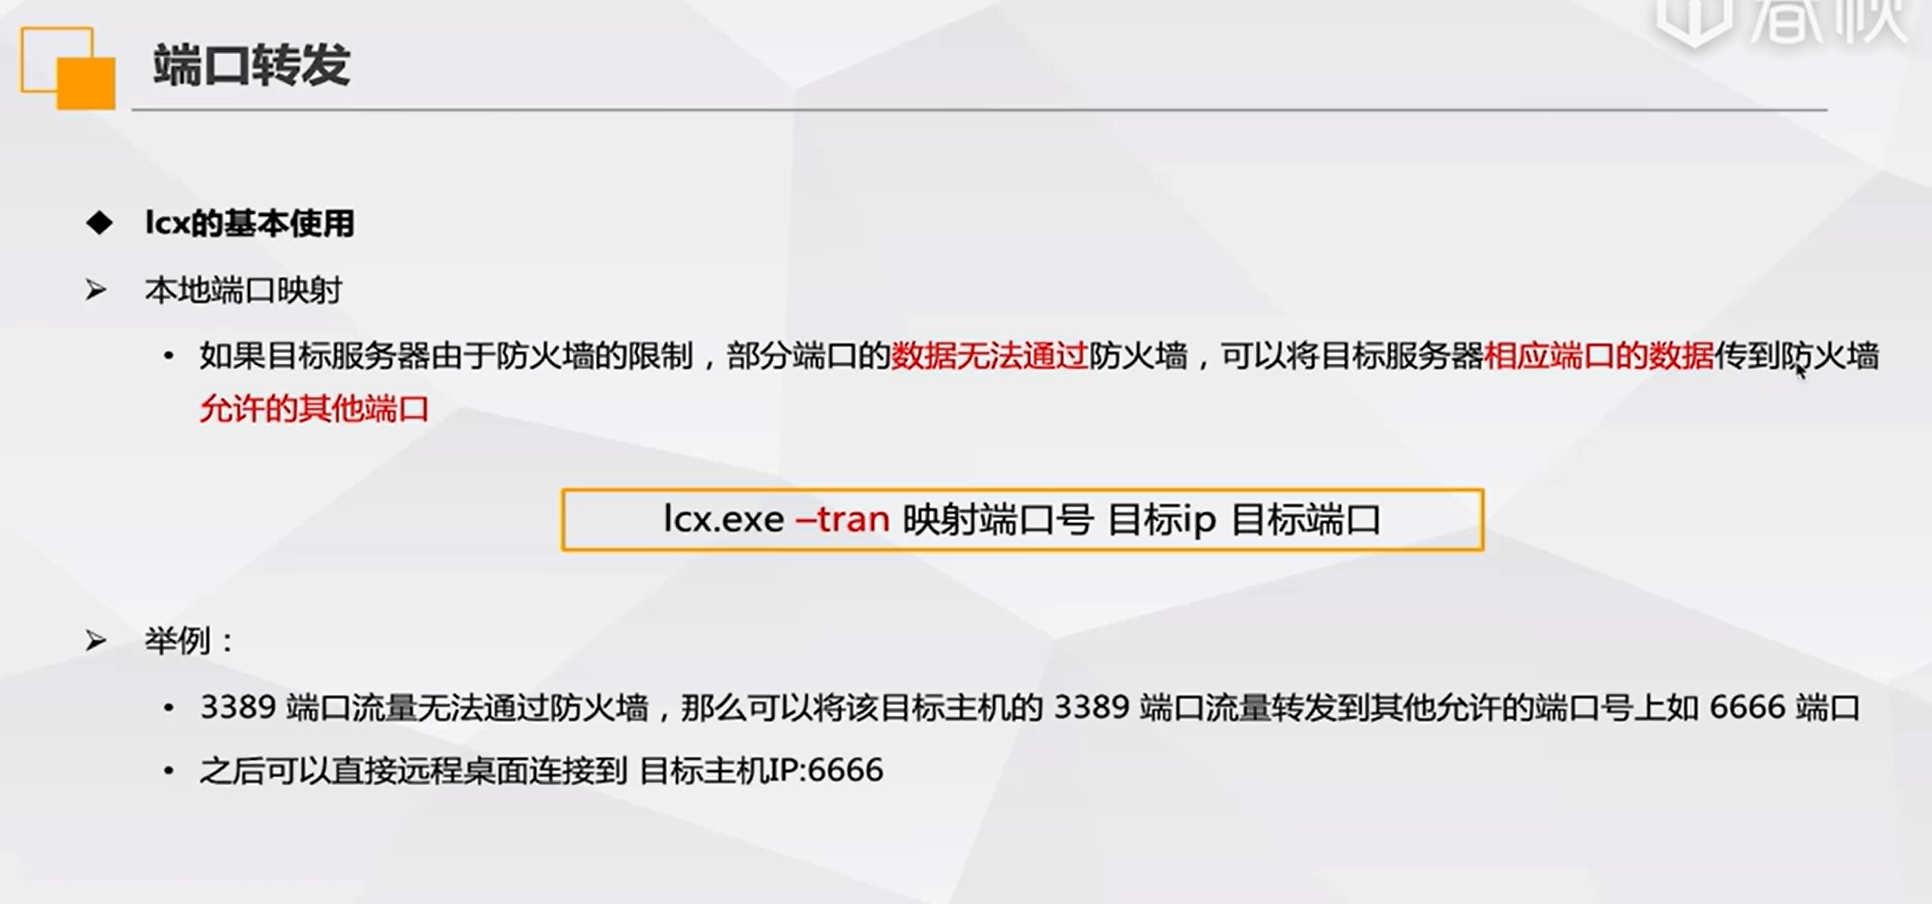 春秋
端口转发
lcx的基本使用
本地端口映射
如果目标服务器由于防火墙的限制，部分端口的数据无法通过防火墙，可以将目标服务器相应端口的数据传到防火墙
允许的其他端口
lcx.exe –tran 映射端口号 目标ip 目标端口
举例：
3389 端口流量无法通过防火墙，那么可以将该目标主机的 3389 端口流量转发到其他允许的端口号上如 6666 端口
之后可以直接远程桌面连接到 目标主机IP:6666